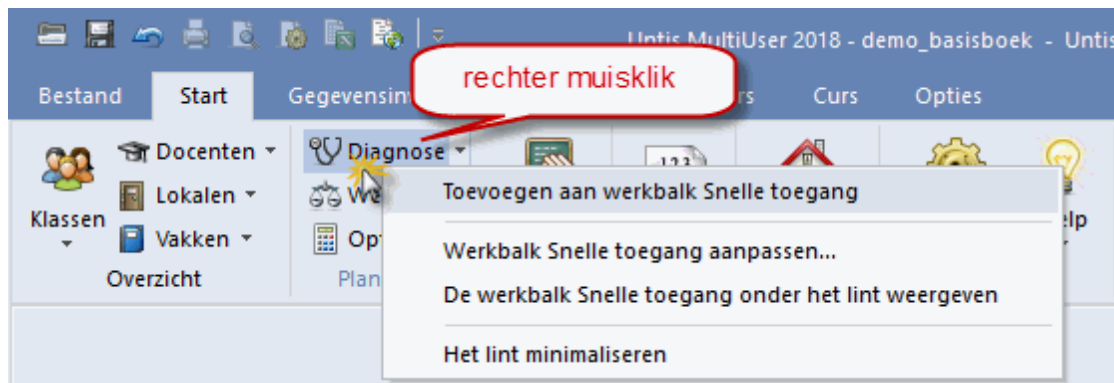 Untis MultiUser 2018 - demo_basisboek - Untis
rechter muisklik
Bestand Start Curs Opties
Docenten
Diagnose
Lokalen
Klassen
Vakken
Overzicht
Toevoegen aan werkbalk Snelle toegang
Werkbalk Snelle toegang aanpassen...
De werkbalk Snelle toegang onder het lint weergeven
Het lint minimaliseren